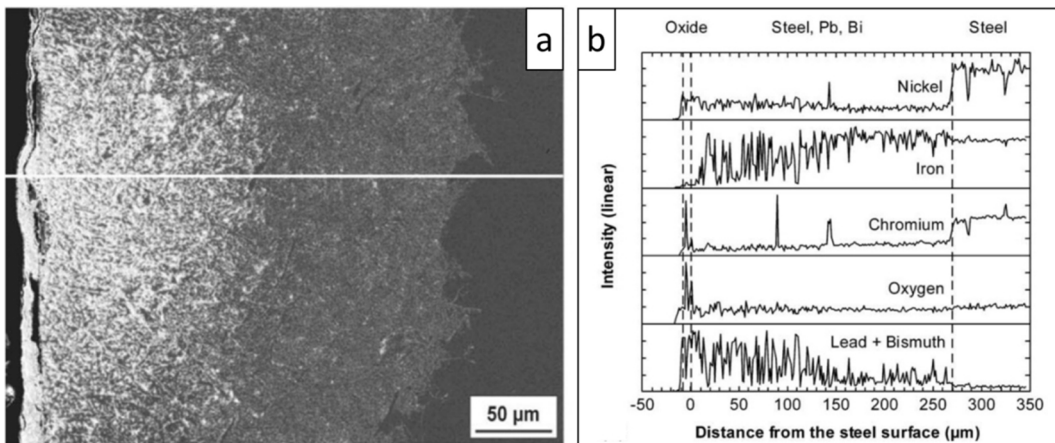 a
50 μm
b
Oxide Steel, Pb, Bi Steel
Nickel
Iron
Chromium
Oxygen
Lead + Bismuth
Intensity (linear)
-50 0 50 100 150 200 250 300 350
Distance from the steel surface (μm)